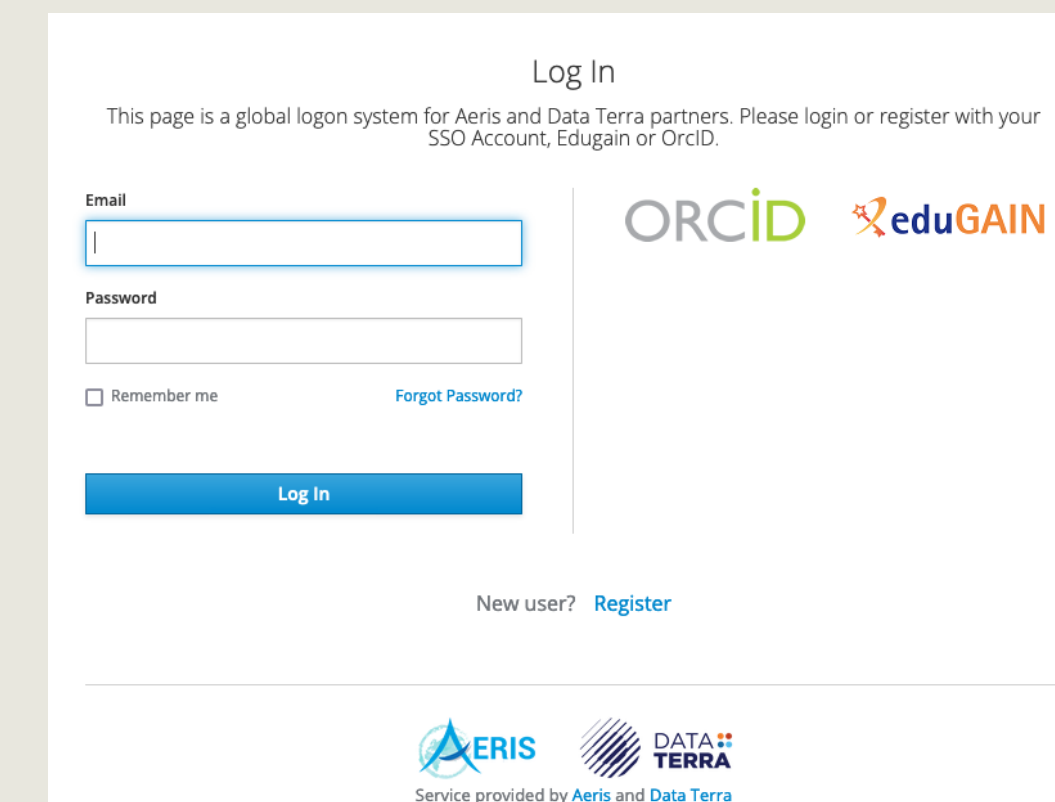 Log In
This page is a global logon system for Aeris and Data Terra partners. Please login or register with your
SSO Account, Edugain or OrcID.
Email
Password
Remember me
Forgot Password?
Log In
ORCiD
eduGAIN
New user? Register
AERIS
DATA
TERRA
Service provided by Aeris and Data Terra